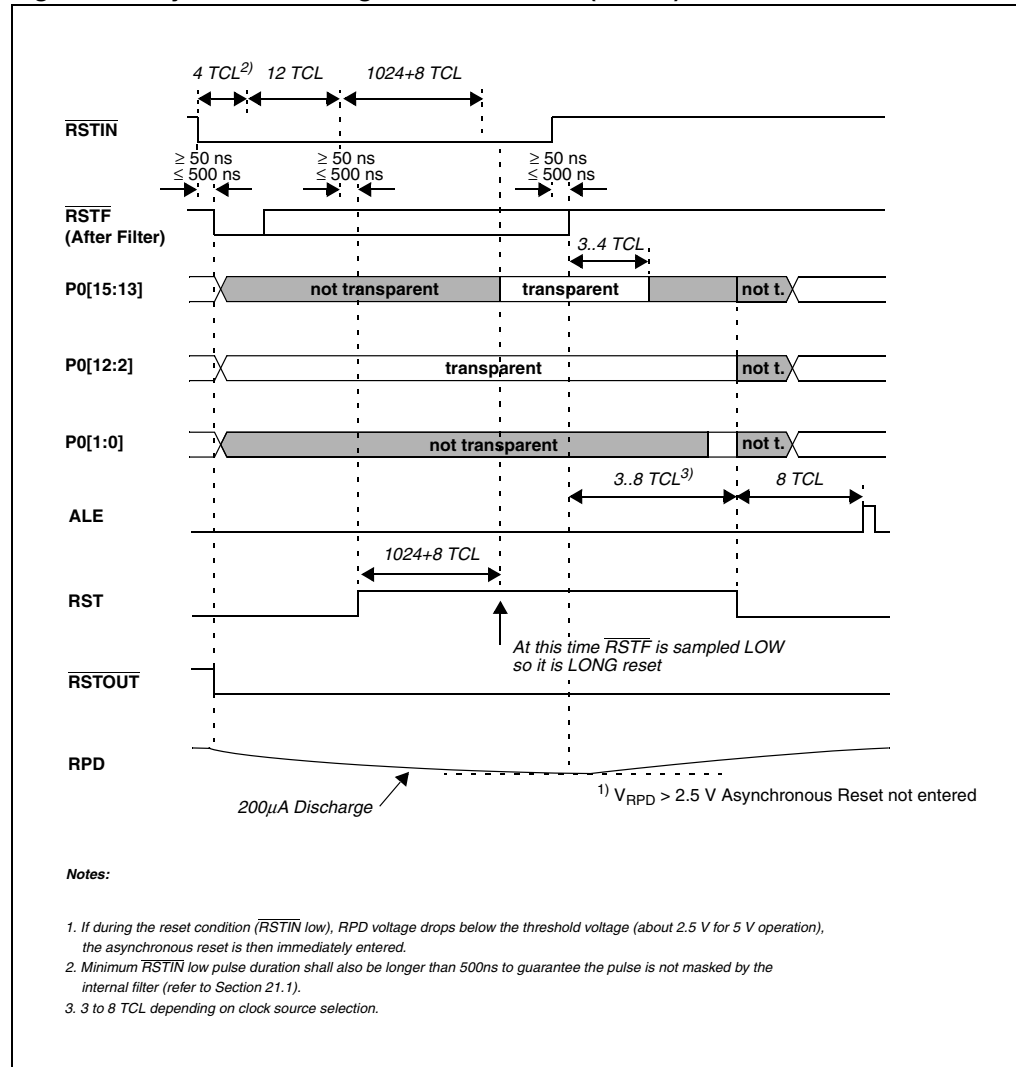 4 TCL2) 12 TCL 1024+8 TCL
RSTIN
≥ 50 ns ≥ 50 ns ≥ 50 ns
≤ 500 ns ≤ 500 ns ≤ 500 ns
RSTF
(After Filter)
3..4 TCL
P0[15:13] not transparent transparent not t.
P0[12:2] transparent not t.
P0[1:0] not transparent not t.
3..8 TCL3) 8 TCL
ALE
1024+8 TCL
RST
At this time RSTF is sampled LOW
so it is LONG reset
RSTOUT
RPD
200µA Discharge
1) VRPD > 2.5 V Asynchronous Reset not entered
Notes:
1. If during the reset condition (RSTIN low), RPD voltage drops below the threshold voltage (about 2.5 V for 5 V operation),
the asynchronous reset is then immediately entered.
2. Minimum RSTIN low pulse duration shall also be longer than 500ns to guarantee the pulse is not masked by the
internal filter (refer to Section 21.1).
3. 3 to 8 TCL depending on clock source selection.